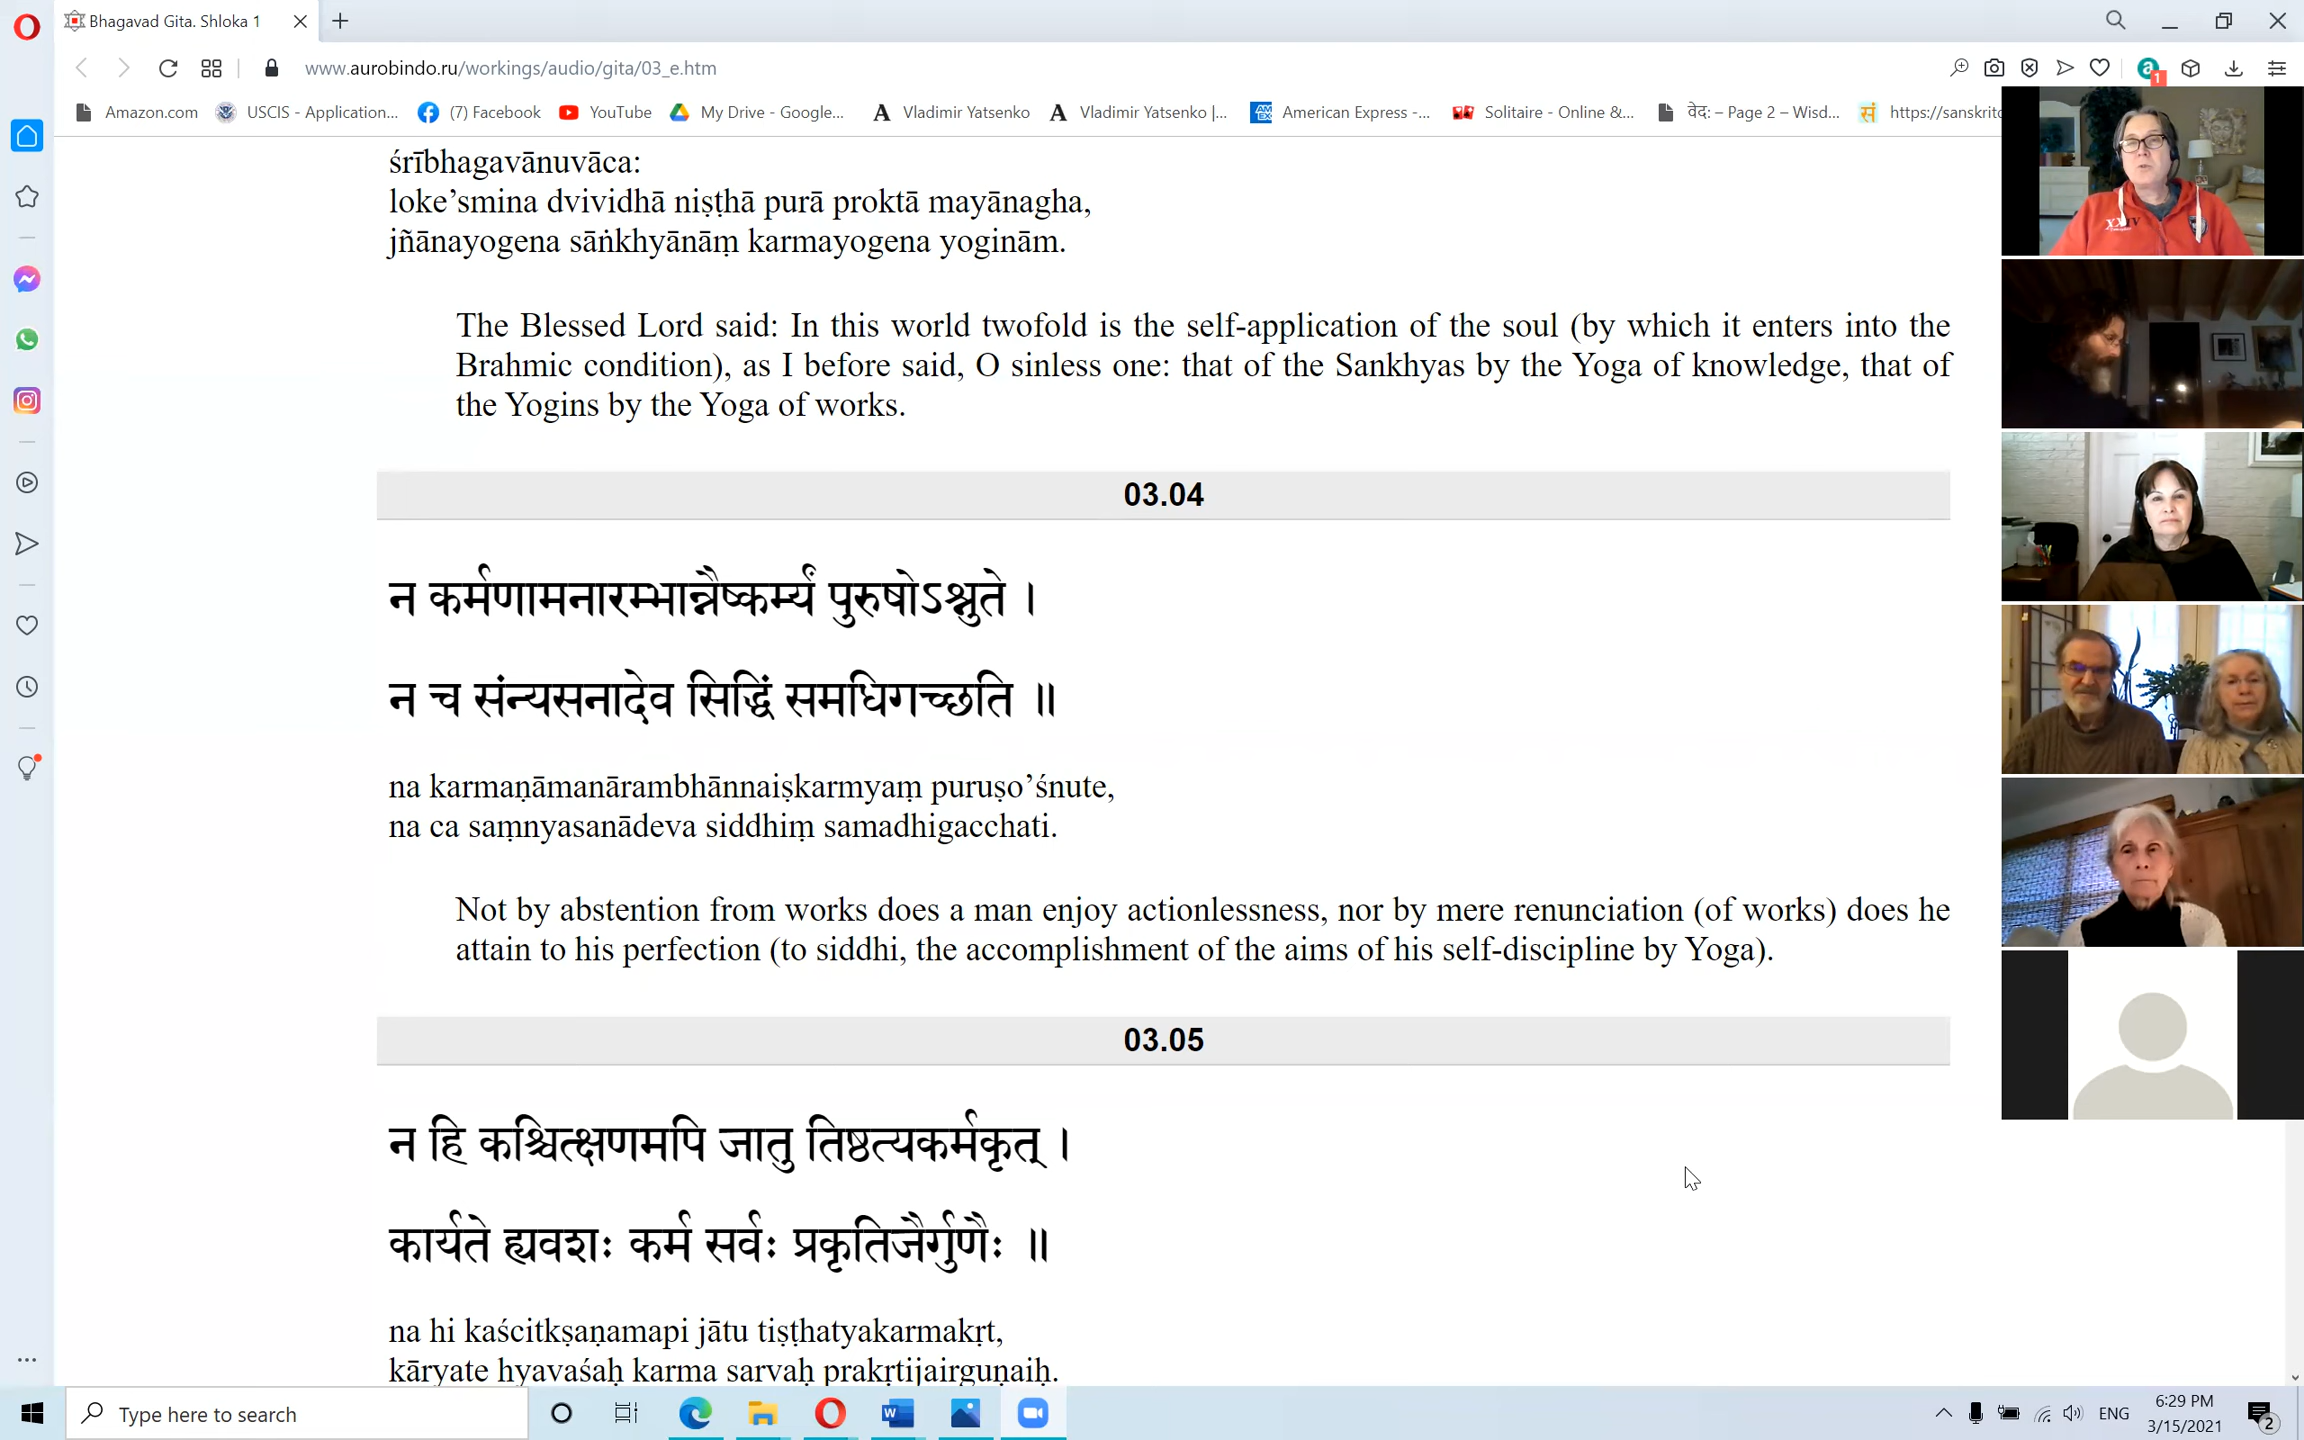 Bhagavad Gita. Shloka 1
www.aurobindo.ru/workings/audio/gita/03_e.htm
1
Amazon.com
USCIS - Application...
(7) Facebook
YouTube
My Drive - Google...
Vladimir Yatsenko
Vladimir Yatsenko |...
American Express -...
Solitaire - Online &...
वेद: – Page 2 – Wisd...
https://sanskrito
śrībhagavānuvāca:
loke’smina dvividhā niṣṭhā purā proktā mayānagha,
jñānayogena sāṅkhyānāṃ karmayogena yoginām.
The Blessed Lord said: In this world twofold is the self-application of the soul (by which it enters into the
Brahmic condition), as I before said, O sinless one: that of the Sankhyas by the Yoga of knowledge, that of
the Yogins by the Yoga of works.
03.04
न कर्मणामनारम्भान्नैष्कर्म्यं पुरुषोऽश्नुते ।
न च संन्यसनादेव सिद्धिं समधिगच्छति ॥
na karmaṇāmanārambhānnaiṣkarmyaṃ puruṣo’śnute,
na ca saṃnyasanādeva siddhiṃ samadhigacchati.
Not by abstention from works does a man enjoy actionlessness, nor by mere renunciation (of works) does he
attain to his perfection (to siddhi, the accomplishment of the aims of his self-discipline by Yoga).
03.05
न हि कश्चित्क्षणमपि जातु तिष्ठत्यकर्मकृत् ।
कार्यते ह्यवशः कर्म सर्वः प्रकृतिजैर्गुणैः ॥
na hi kaścitkṣaṇamapi jātu tiṣṭhatyakarmakṛt,
kāryate hyavaśaḥ karma sarvaḥ prakṛtijairguṇaiḥ.
Type here to search
ENG
6:29 PM
3/15/2021
2